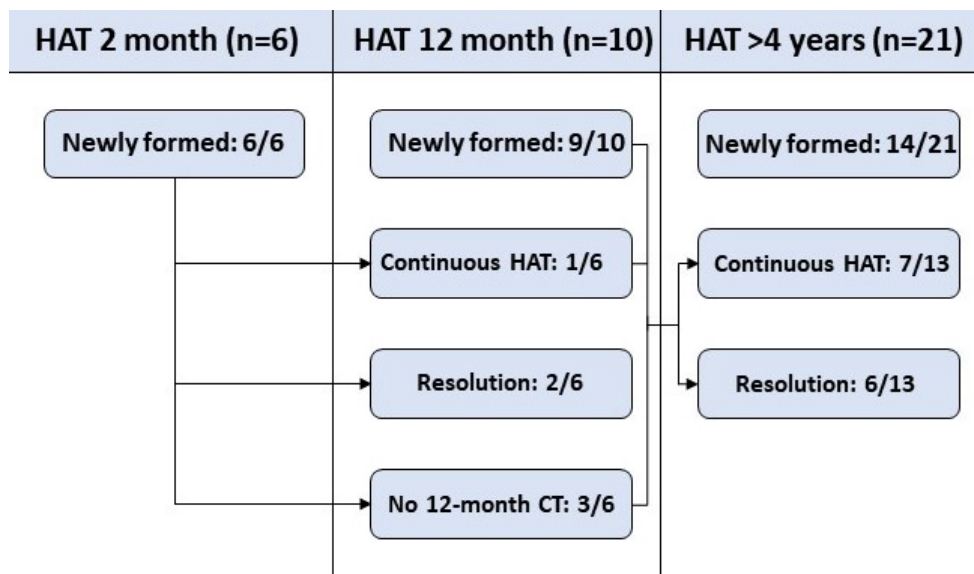 HAT 2 month (n=6)
HAT 12 month (n=10)
HAT >4 years (n=21)
Newly formed: 6/6
Newly formed: 9/10
Newly formed: 14/21
Continuous HAT: 1/6
Continuous HAT: 7/13
Resolution: 2/6
Resolution: 6/13
No 12-month CT: 3/6